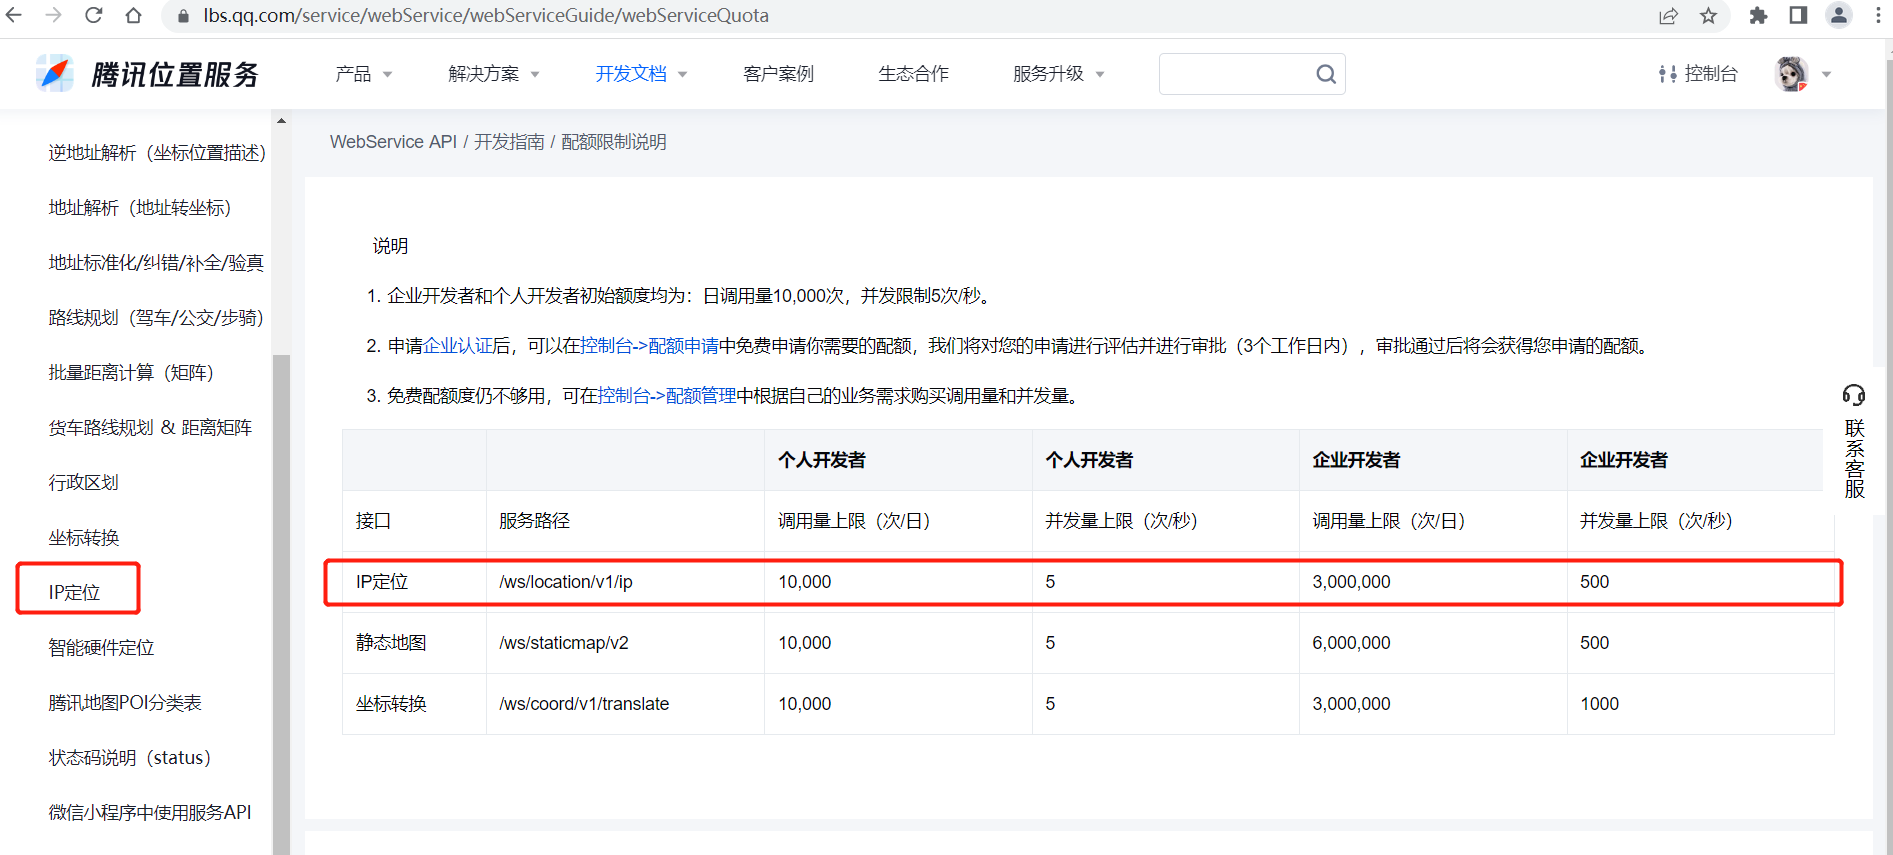 lbs.qq.com/service/webService/webServiceGuide/webServiceQuota
腾讯位置服务
产品
解决方案
开发文档
客户案例
生态合作
服务升级
控制台
逆地址解析（坐标位置描述）
地址解析（地址转坐标）
地址标准化/纠错/补全/验真
路线规划（驾车/公交/步骑）
批量距离计算（矩阵）
货车路线规划 & 距离矩阵
行政区划
坐标转换
IP定位
智能硬件定位
腾讯地图POI分类表
状态码说明（status）
微信小程序中使用服务API
WebService API / 开发指南 / 配额限制说明
说明
1. 企业开发者和个人开发者初始额度均为：日调用量10,000次，并发限制5次/秒。
2. 申请企业认证后，可以在控制台->配额申请中免费申请你需要的配额，我们将对您的申请进行评估并进行审批（3个工作日内），审批通过后将会获得您申请的配额。
3. 免费配额度仍不够用，可在控制台->配额管理中根据自己的业务需求购买调用量和并发量。
个人开发者 个人开发者 企业开发者 企业开发者
接口 服务路径 调用量上限（次/日） 并发量上限（次/秒） 调用量上限（次/日） 并发量上限（次/秒）
IP定位 /ws/location/v1/ip 10,000 5 3,000,000 500
静态地图 /ws/staticmap/v2 10,000 5 6,000,000 500
坐标转换 /ws/coord/v1/translate 10,000 5 3,000,000 1000
联系客服